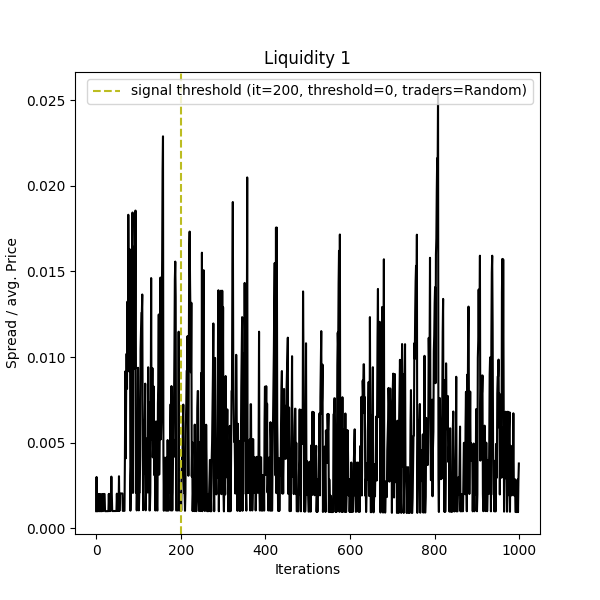 Liquidity 1
signal threshold (it=200, threshold=0, traders=Random)
Spread / avg. Price
0.025
0.020
0.015
0.010
0.005
0.000
0 200 400 600 800 1000
Iterations